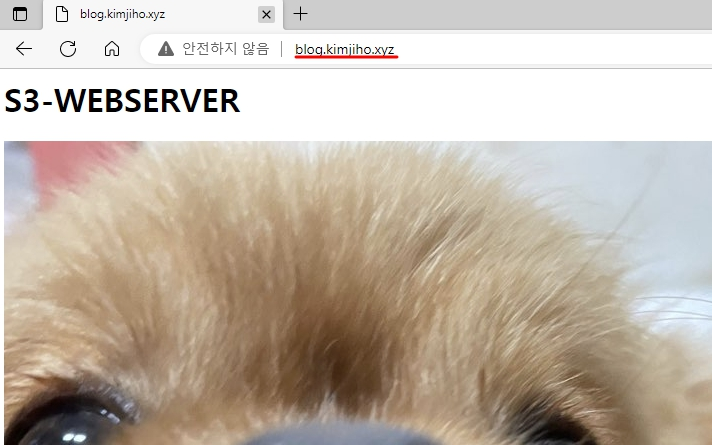 blog.kimjiho.xyz
안전하지 않음 blog.kimjiho.xyz
S3-WEBSERVER